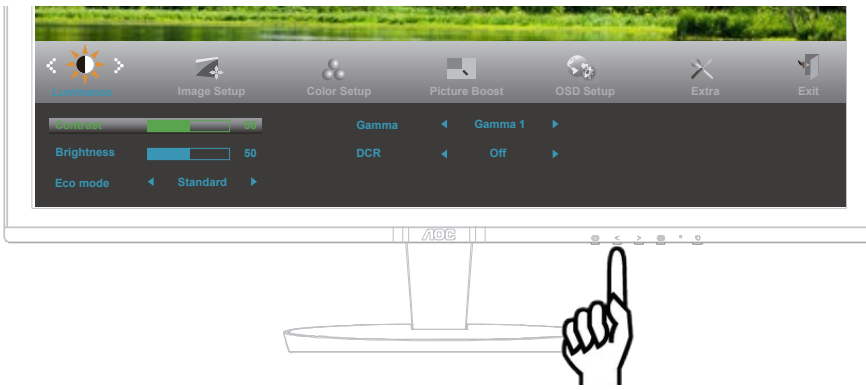 Luminance Image Setup Color Setup Picture Boost OSD Setup Extra Exit
Contrast 50 Gamma Gamma 1
Brightness 50 DCR Off
Eco mode Standard
AOC